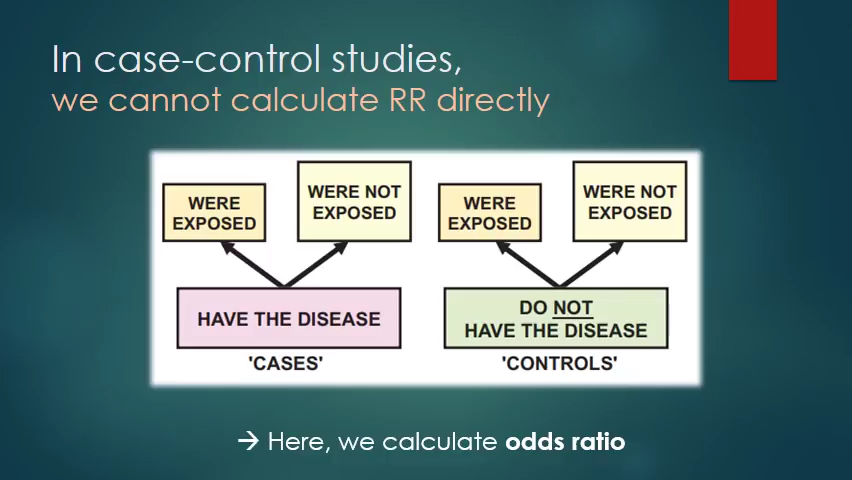 In case-control studies,
we cannot calculate RR directly
WERE
EXPOSED
WERE NOT
EXPOSED
WERE
EXPOSED
WERE NOT
EXPOSED
HAVE THE DISEASE
DO NOT
HAVE THE DISEASE
'CASES'
'CONTROLS'
→ Here, we calculate odds ratio